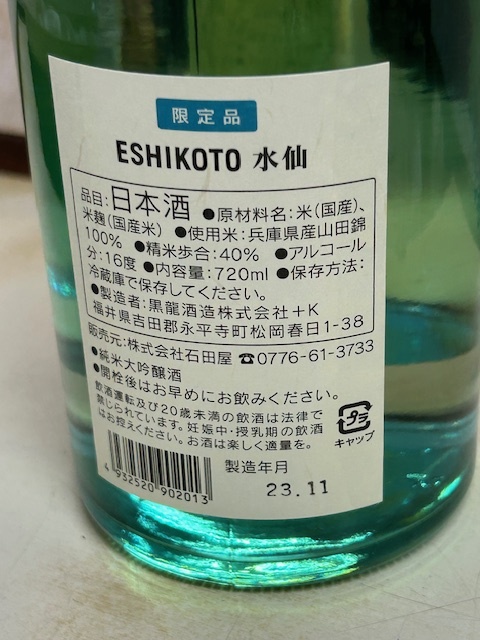 限定品
ESHIKOTO 水仙
品目:日本酒 ●原材料名:米(国産)、
米麹(国産米) ●使用米:兵庫県産山田錦
100% ●精米歩合:40% ●アルコール
分:16度 ●内容量:720ml ●保存方法:
冷蔵庫で保存してください。
●製造者:黒龍酒造株式会社+K
福井県吉田郡永平寺町松岡春日1-38
販売元:株式会社石田屋 ☎0776-61-3733
●純米大吟醸酒
●開栓後はお早めにお飲みください。
飲酒運転及び20歳未満の飲酒は法律で
禁じられています。妊娠中・授乳期の飲酒
はお控えください。お酒は楽しく適量を。
プラ
キャップ
4 932520 902013
製造年月
23.11